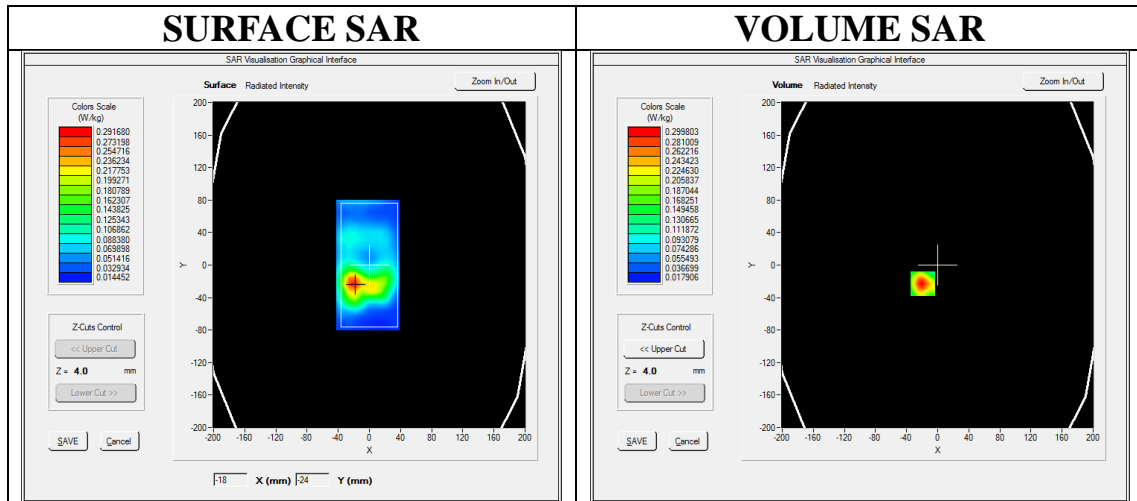 SURFACE SAR
SAR Visualisation Graphical Interface
Surface Radiated Intensity
Zoom In/Out
Colors Scale
(W/kg)
0.291680
0.273198
0.254716
0.236234
0.217753
0.199271
0.180789
0.162307
0.143825
0.125343
0.106862
0.088380
0.069898
0.051416
0.032934
0.014452
Z-Cuts Control
<< Upper Cut
Z = 4.0 mm
Lower Cut >>
SAVE Cancel
200
160
120
80
40
0
-40
-80
-120
-160
-200
Y
-200 -160 -120 -80 -40 0 40 80 120 160 200
X
-18 X (mm) -24 Y (mm)
VOLUME SAR
SAR Visualisation Graphical Interface
Volume Radiated Intensity
Zoom In/Out
Colors Scale
(W/kg)
0.299803
0.281009
0.262216
0.243423
0.224630
0.205837
0.187044
0.168251
0.149458
0.130665
0.111872
0.093079
0.074286
0.055493
0.036699
0.017906
Z-Cuts Control
<< Upper Cut
Z = 4.0 mm
Lower Cut >>
SAVE Cancel
200
160
120
80
40
0
-40
-80
-120
-160
-200
Y
-200 -160 -120 -80 -40 0 40 80 120 160 200
X